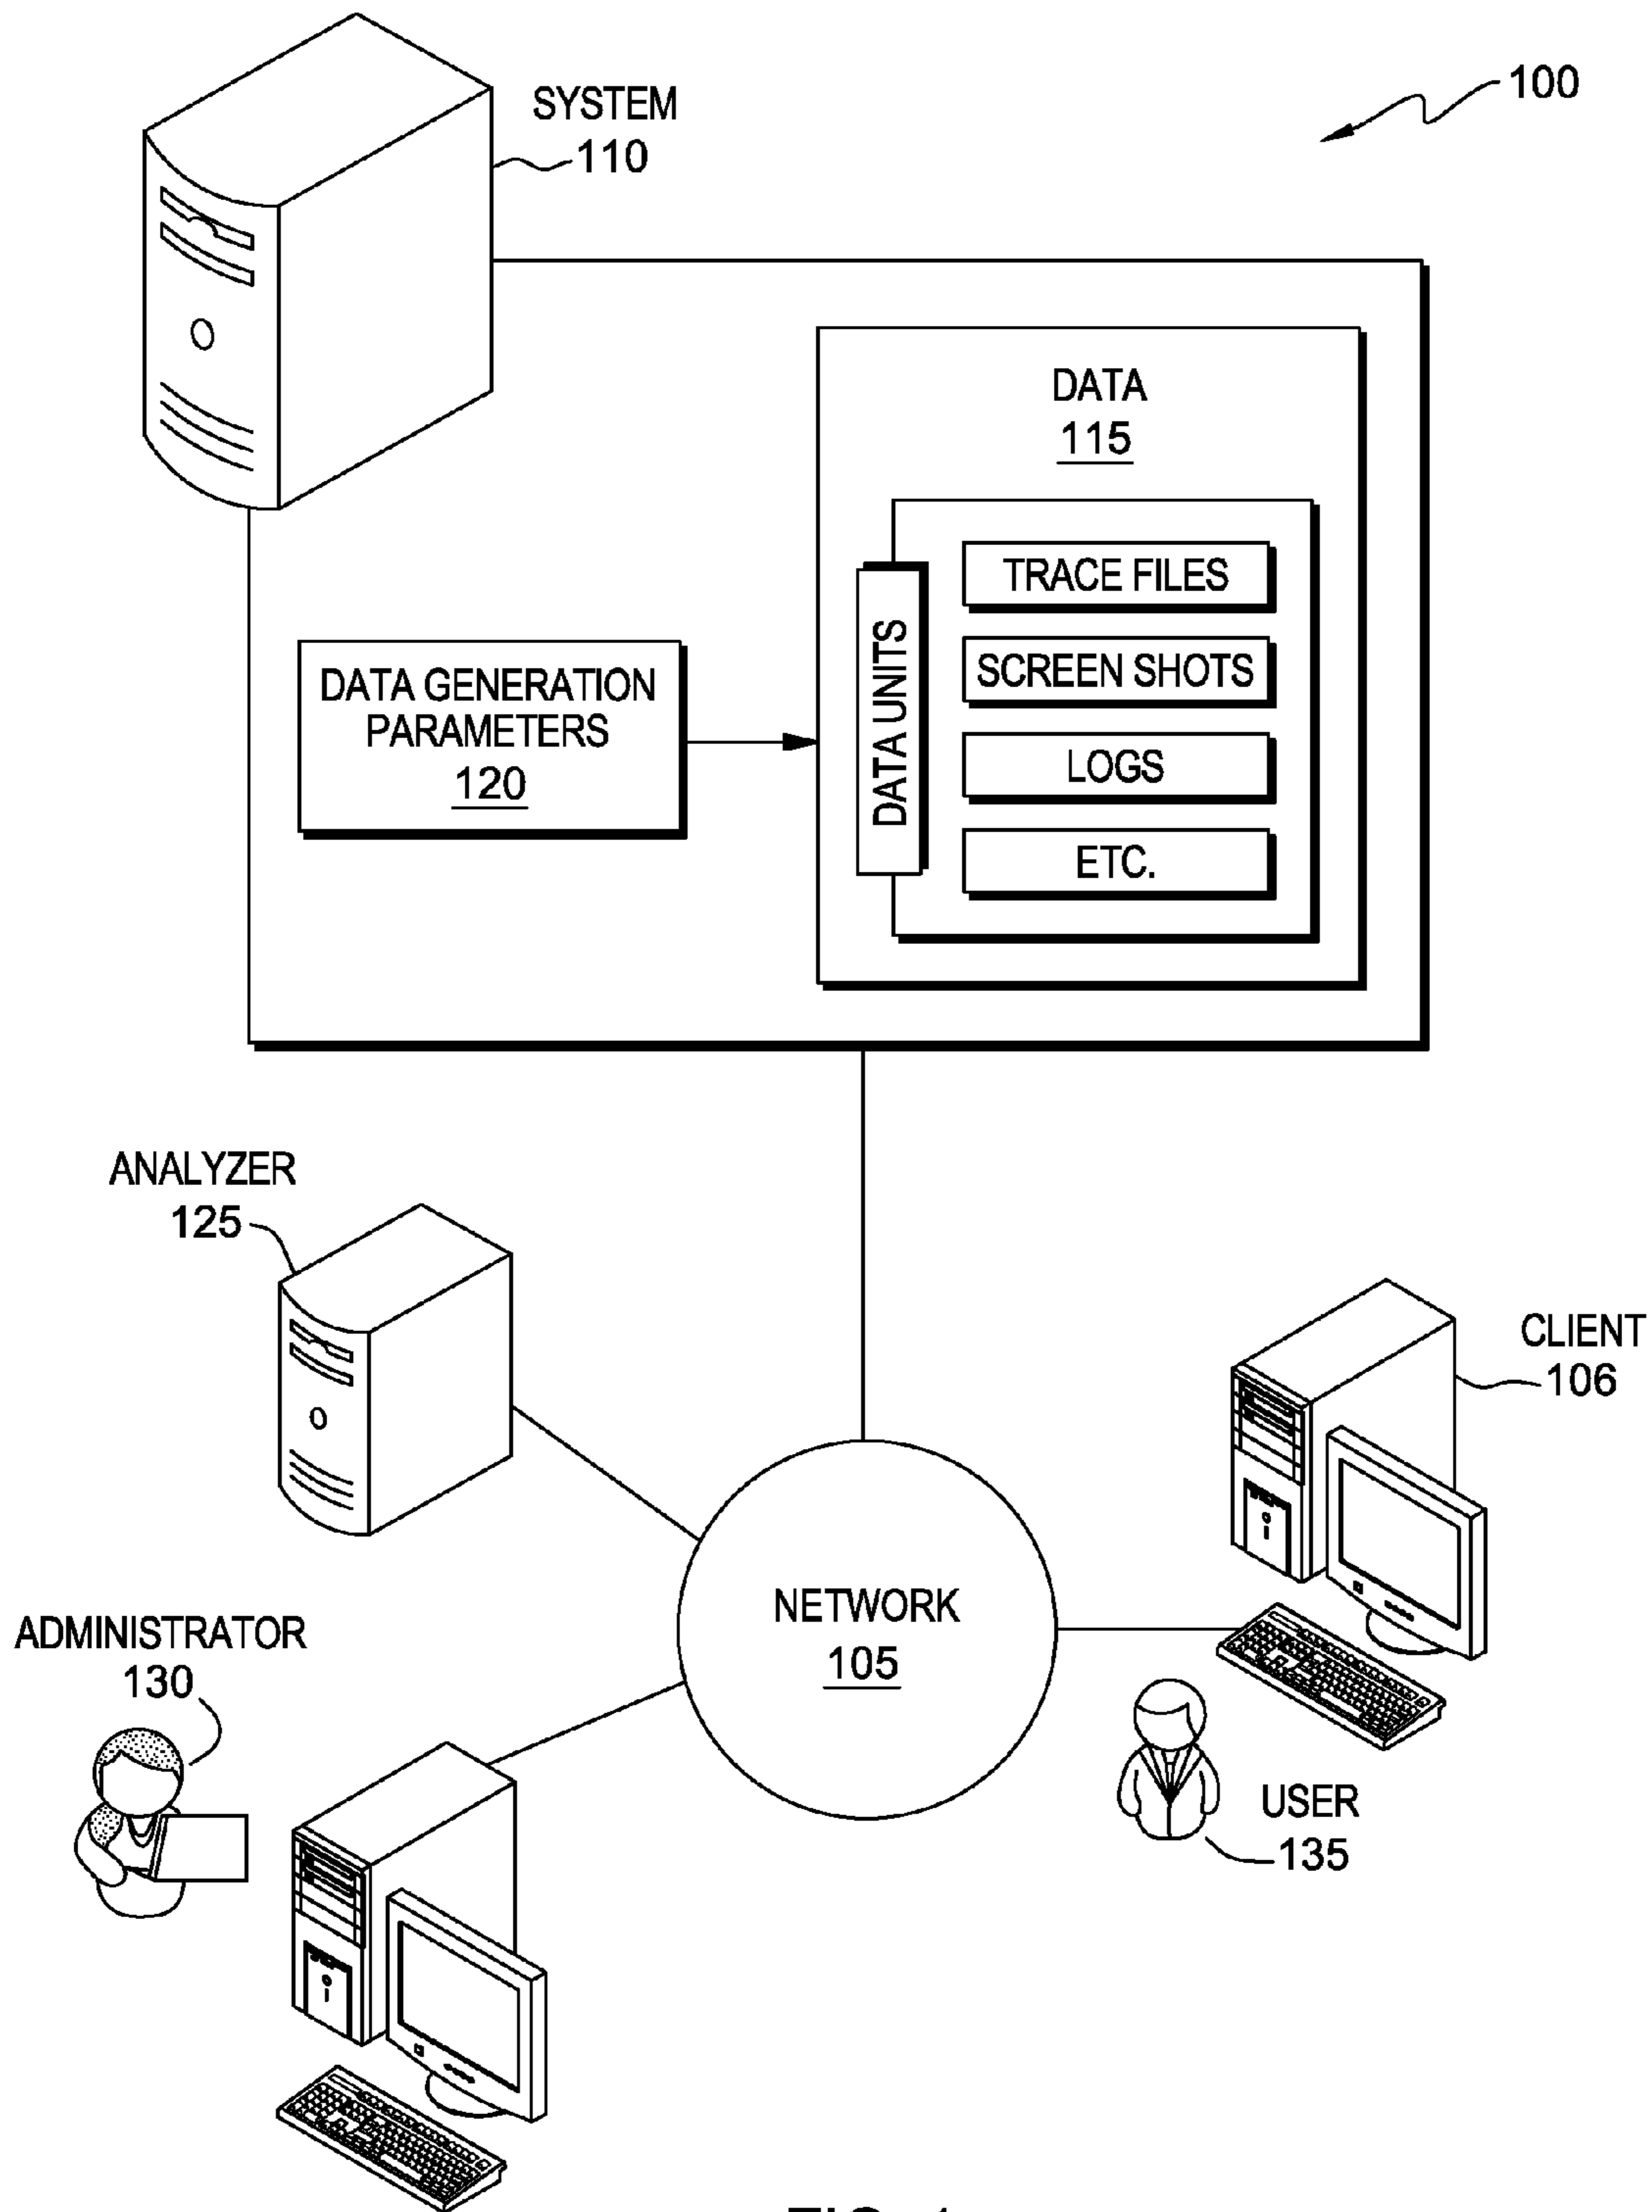 100
SYSTEM
110
DATA
115
DATA UNITS
TRACE FILES
SCREEN SHOTS
LOGS
ETC.
DATA GENERATION
PARAMETERS
120
ANALYZER
125
CLIENT
106
NETWORK
105
ADMINISTRATOR
130
USER
135